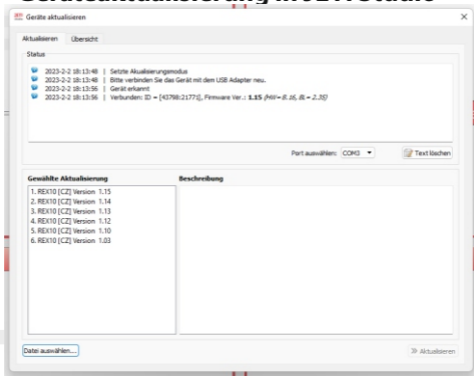 Geräte aktualisieren
Aktualisieren Übersicht
Status
2023-2-2 18:13:48 | Setzte Akualisierungsmodus
2023-2-2 18:13:48 | Bitte verbinden Sie das Gerät mit dem USB Adapter neu.
2023-2-2 18:13:56 | Gerät erkannt
2023-2-2 18:13:56 | Verbunden: ID = [43798:21771], Firmware Ver.: 1.15 (HW= 8.16, BL = 2.35)
Port auswählen: COM3 Text löschen
Gewählte Aktualisierung Beschreibung
1. REX10 [CZ] Version 1.15
2. REX10 [CZ] Version 1.14
3. REX10 [CZ] Version 1.13
4. REX10 [CZ] Version 1.12
5. REX10 [CZ] Version 1.10
6. REX10 [CZ] Version 1.03
Datei auswählen... Aktualisieren